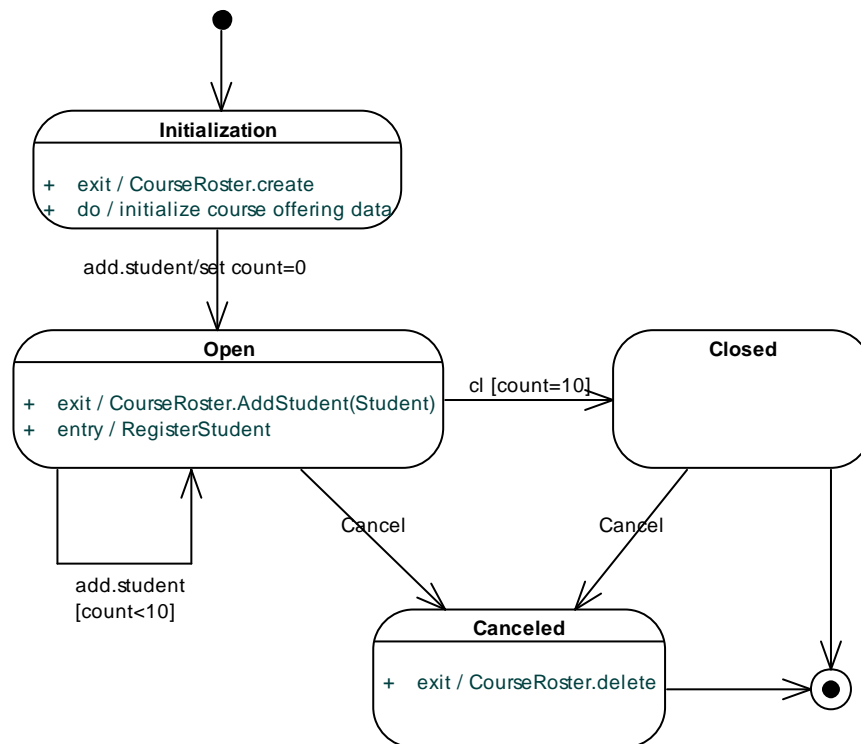 Initialization
+ exit / CourseRoster.create
+ do / initialize course offering data
add.student/set count=0
Open
+ exit / CourseRoster.AddStudent(Student)
+ entry / RegisterStudent
cl [count=10]
Closed
Cancel
Cancel
add.student
[count<10]
Canceled
+ exit / CourseRoster.delete